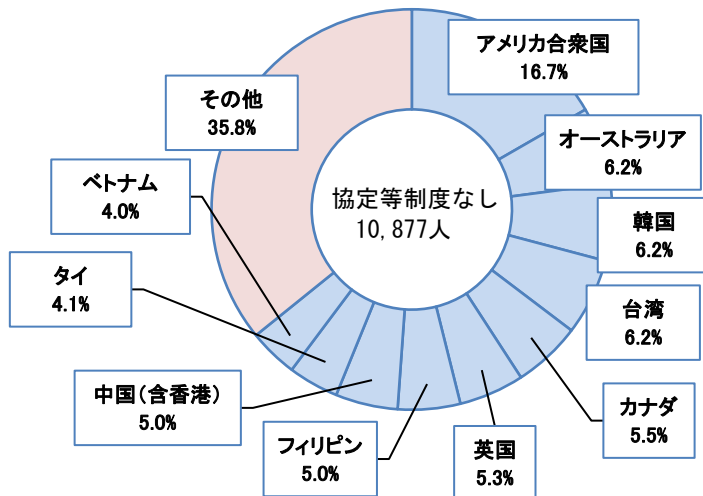 アメリカ合衆国
16.7%
オーストラリア
6.2%
韓国
6.2%
台湾
6.2%
カナダ
5.5%
英国
5.3%
フィリピン
5.0%
中国(含香港)
5.0%
タイ
4.1%
ベトナム
4.0%
その他
35.8%
協定等制度なし
10,877人